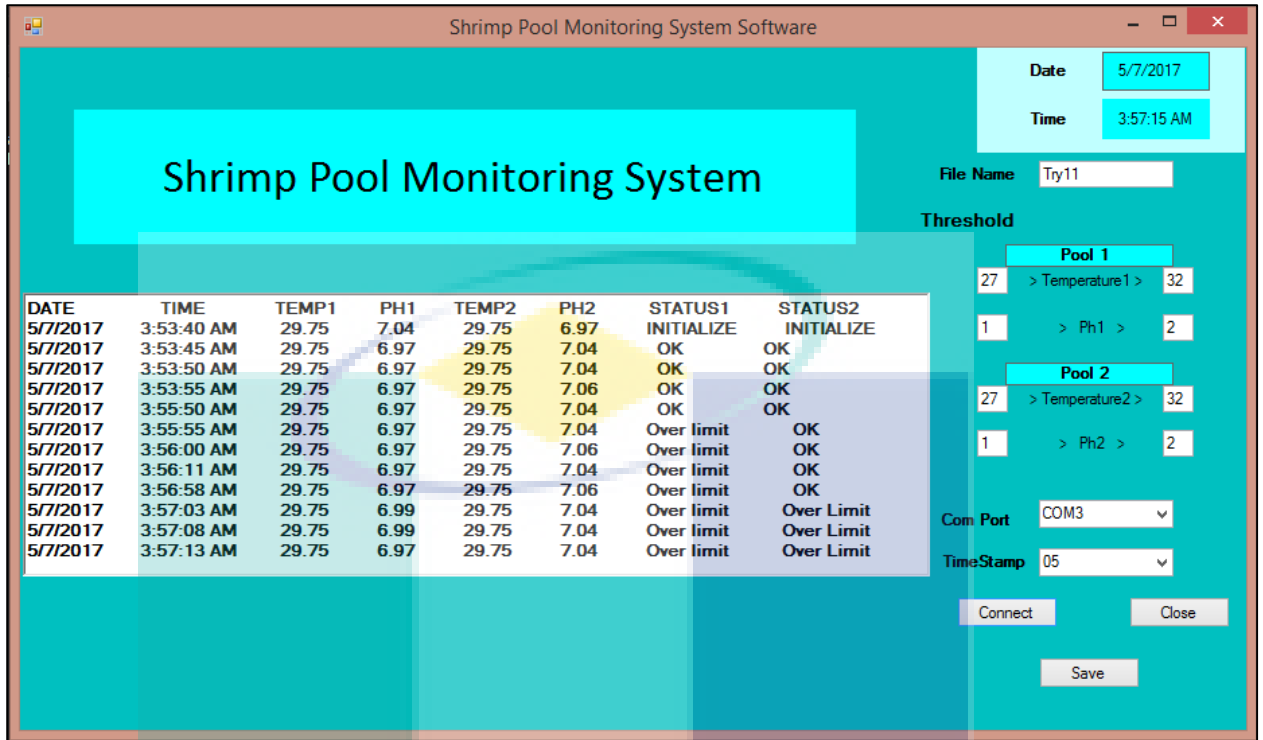 Shrimp Pool Monitoring System Software
Date 5/7/2017
Time 3:57:15 AM
Shrimp Pool Monitoring System
File Name Try11
Threshold
Pool 1
27 > Temperature1 > 32
1 > Ph1 > 2
Pool 2
27 > Temperature2 > 32
1 > Ph2 > 2
DATE TIME TEMP1 PH1 TEMP2 PH2 STATUS1 STATUS2
5/7/2017 3:53:40 AM 29.75 7.04 29.75 6.97 INITIALIZE INITIALIZE
5/7/2017 3:53:45 AM 29.75 6.97 29.75 7.04 OK OK
5/7/2017 3:53:50 AM 29.75 6.97 29.75 7.04 OK OK
5/7/2017 3:53:55 AM 29.75 6.97 29.75 7.06 OK OK
5/7/2017 3:55:50 AM 29.75 6.97 29.75 7.04 OK OK
5/7/2017 3:55:55 AM 29.75 6.97 29.75 7.04 Over limit OK
5/7/2017 3:56:00 AM 29.75 6.97 29.75 7.06 Over limit OK
5/7/2017 3:56:11 AM 29.75 6.97 29.75 7.04 Over limit OK
5/7/2017 3:56:58 AM 29.75 6.97 29.75 7.06 Over limit OK
5/7/2017 3:57:03 AM 29.75 6.99 29.75 7.04 Over limit Over Limit
5/7/2017 3:57:08 AM 29.75 6.99 29.75 7.04 Over limit Over Limit
5/7/2017 3:57:13 AM 29.75 6.97 29.75 7.04 Over limit Over Limit
Com Port COM3
TimeStamp 05
Connect Close
Save